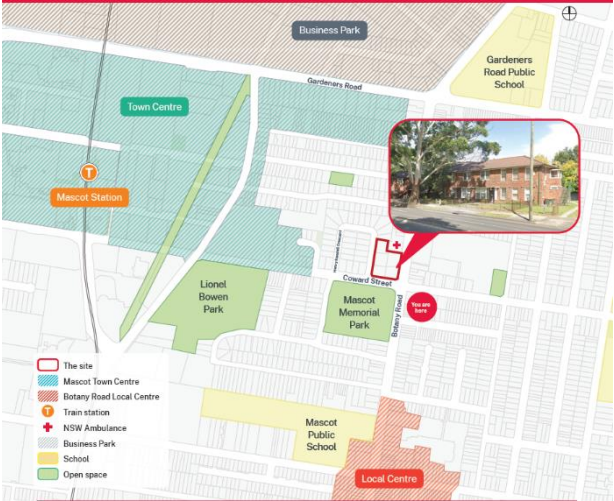 Business Park
Gardeners
Road Public
School
Gardeners Road
Town Centre
T
Mascot Station
Lionel
Bowen
Park
Coward Street
Mascot
Memorial
Park
Botany Road
You are
here
The site
Mascot Town Centre
Botany Road Local Centre
T
Train station
NSW Ambulance
Business Park
School
Open space
Mascot
Public
School
Local Centre